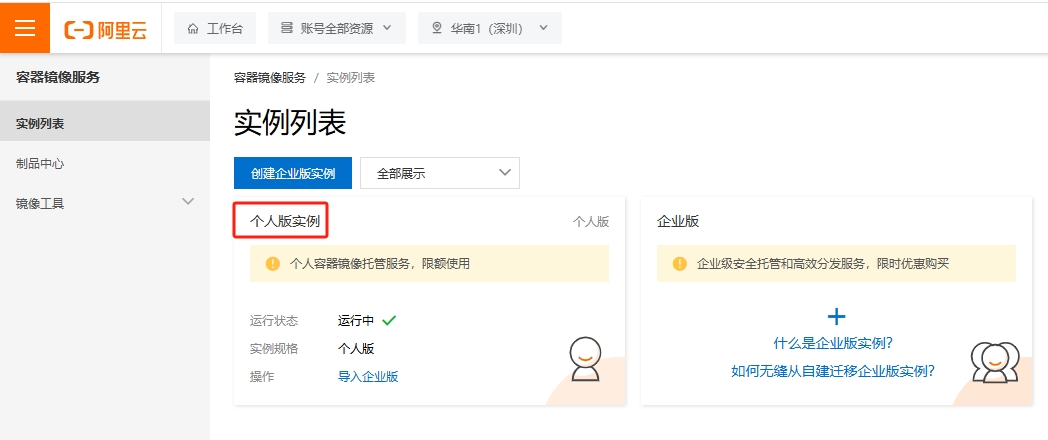 阿里云 工作台 账号全部资源 华南1（深圳）
容器镜像服务
实例列表
制品中心
镜像工具
容器镜像服务 / 实例列表
实例列表
创建企业版实例 全部展示
个人版实例 个人版
个人容器镜像托管服务，限额使用
运行状态 运行中
实例规格 个人版
操作 导入企业版
企业版
企业级安全托管和高效分发服务，限时优惠购买
什么是企业版实例？
如何无缝从自建迁移企业版实例？